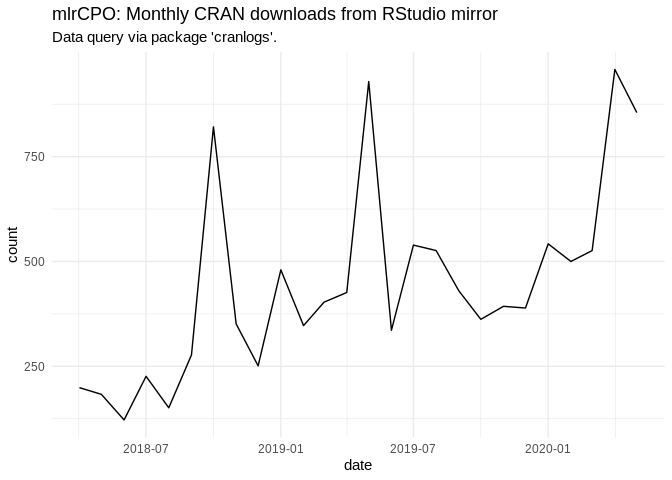 mlrCPO: Monthly CRAN downloads from RStudio mirror
Data query via package 'cranlogs'.
750
500
250
count
2018-07
2019-01
2019-07
2020-01
date